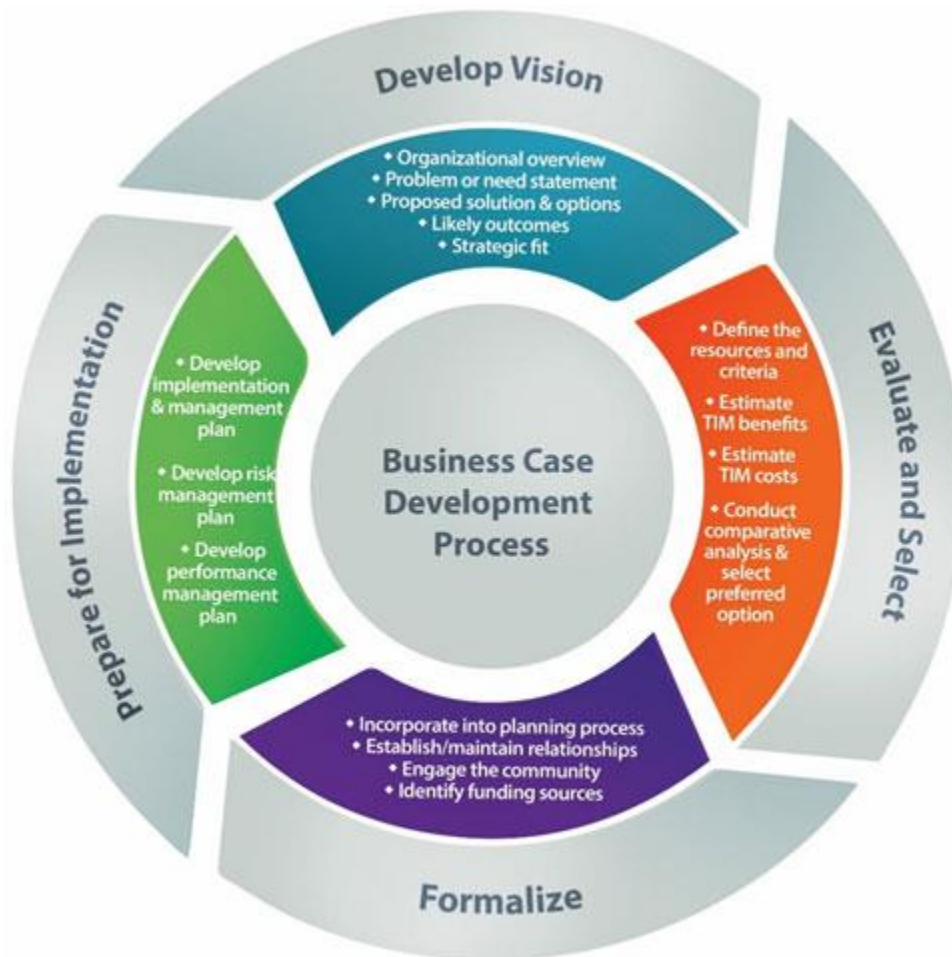 Develop Vision
◆ Organizational overview
◆ Problem or need statement
◆ Proposed solution & options
◆ Likely outcomes
◆ Strategic fit
Evaluate and Select
◆ Define the
resources and
criteria
◆ Estimate
TIM benefits
◆ Estimate
TIM costs
◆ Conduct
comparative
analysis &
select
preferred
option
Formalize
◆ Incorporate into planning process
◆ Establish/maintain relationships
◆ Engage the community
◆ Identify funding sources
Prepare for Implementation
◆ Develop
implementation
& management
plan
◆ Develop risk
management
plan
◆ Develop
performance
management
plan
Business Case
Development
Process